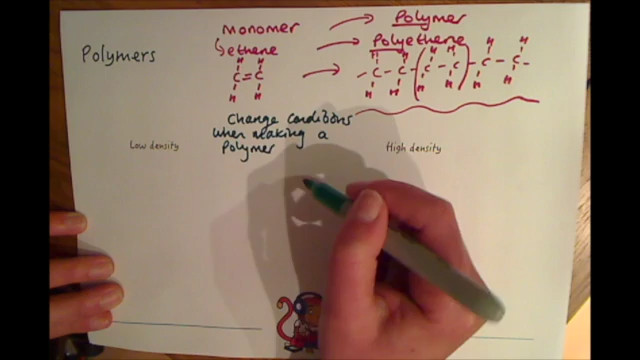 Polymers
Monomer
Polymer
ethene
Polyethene
H H
C = C
H H
H H H H H H
C - C - C - C - C - C -
H H H H H H
Change conditions
when making a
Polymer
Low density
High density